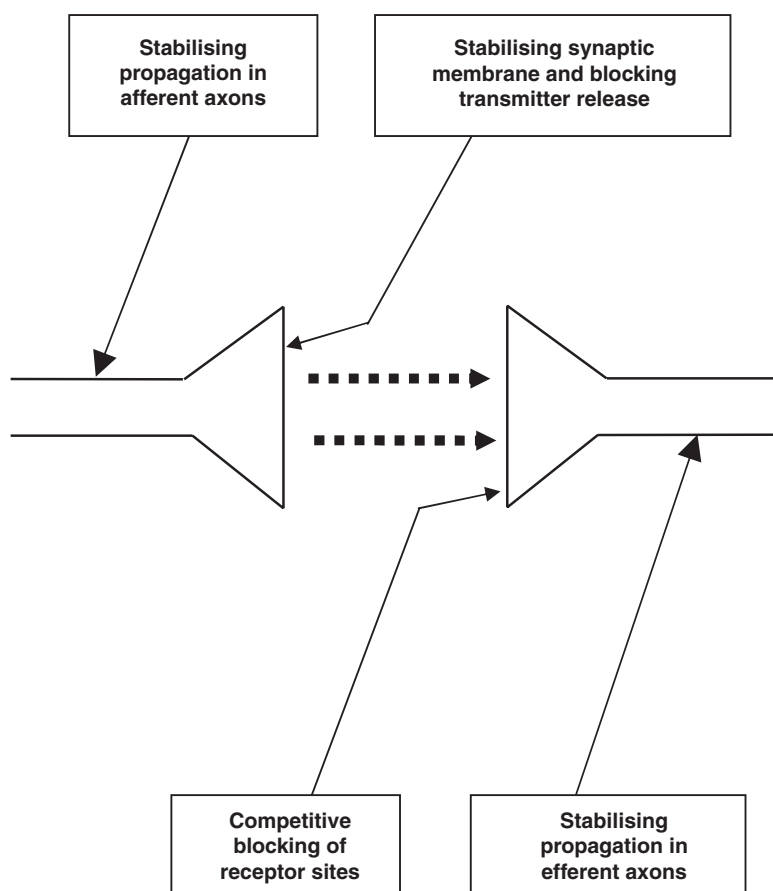 Stabilising
propagation in
afferent axons
Stabilising synaptic
membrane and blocking
transmitter release
Competitive
blocking of
receptor sites
Stabilising
propagation in
efferent axons